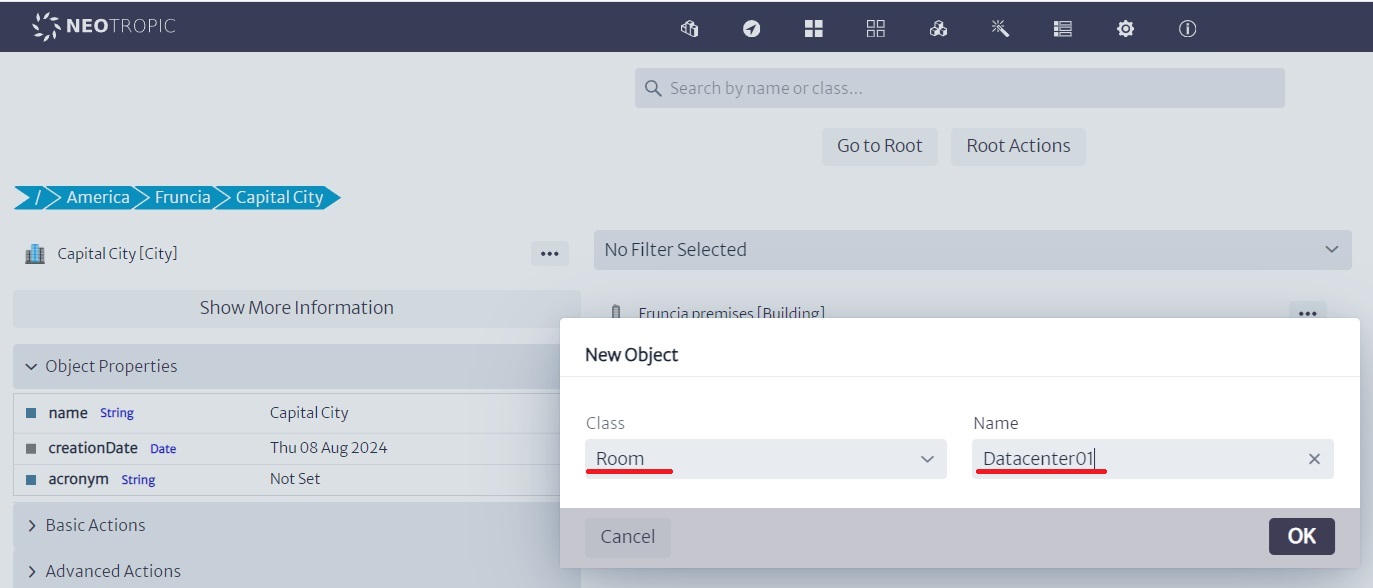 NEOTROPIC
Search by name or class...
Go to Root
Root Actions
/ America Fruncia Capital City
Capital City [City]
No Filter Selected
Show More Information
Fruncia premises [Building]
New Object
Object Properties
name String Capital City
creationDate Date Thu 08 Aug 2024
acronym String Not Set
Class
Name
Room
Datacenter01
Basic Actions
Advanced Actions
Cancel
OK